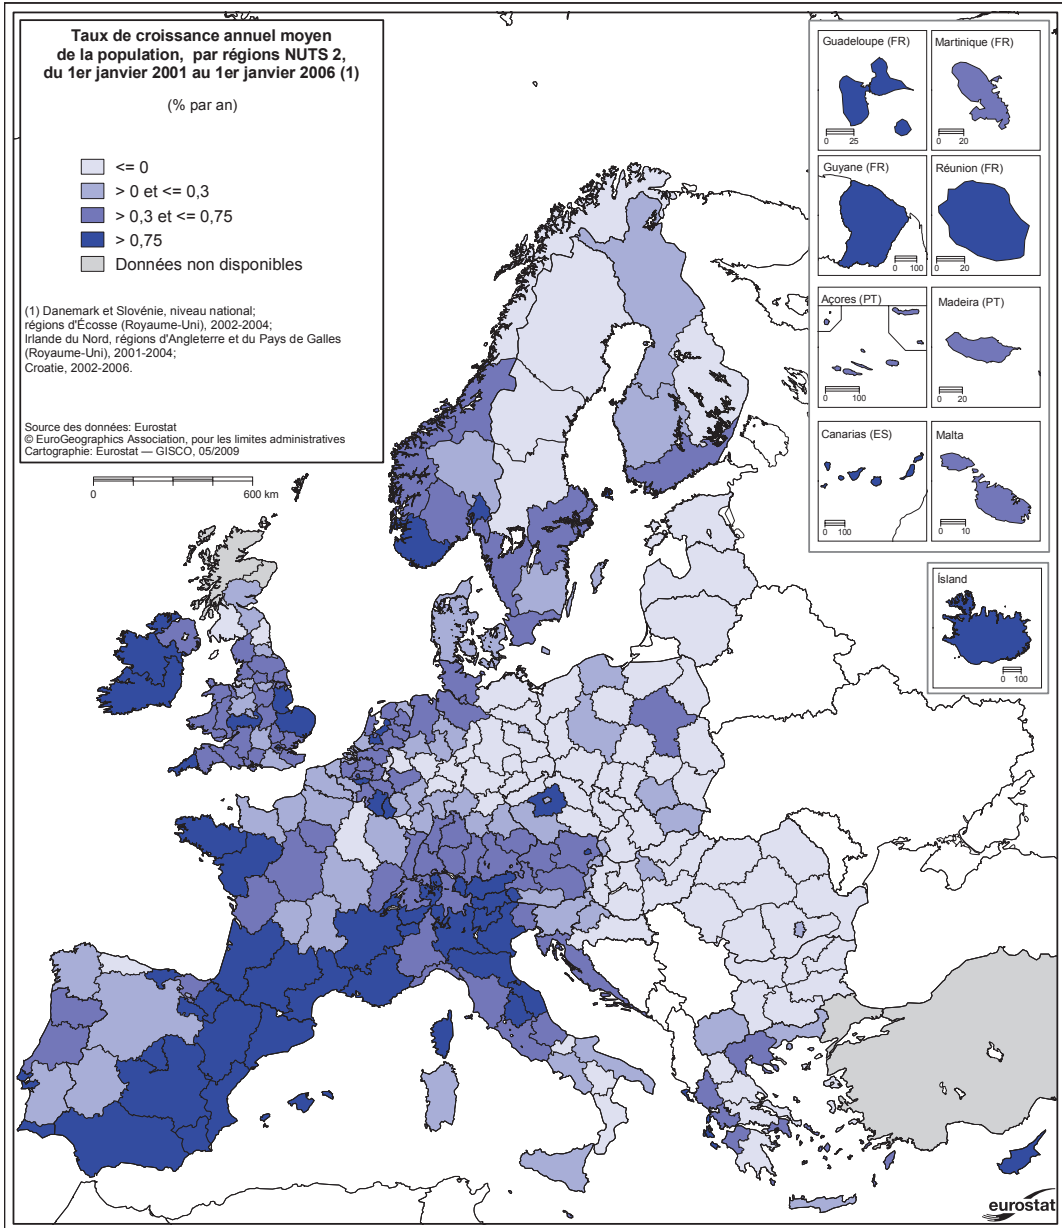 Taux de croissance annuel moyen
de la population, par régions NUTS 2,
du 1er janvier 2001 au 1er janvier 2006 (1)
(% par an)
<= 0
> 0 et <= 0,3
> 0,3 et <= 0,75
> 0,75
Données non disponibles
(1) Danemark et Slovénie, niveau national;
régions d'Écosse (Royaume-Uni), 2002-2004;
Irlande du Nord, régions d'Angleterre et du Pays de Galles
(Royaume-Uni), 2001-2004;
Croatie, 2002-2006.
Source des données: Eurostat
© EuroGeographics Association, pour les limites administratives
Cartographie: Eurostat — GISCO, 05/2009
0 600 km
Guadeloupe (FR)
0 25
Martinique (FR)
0 20
Guyane (FR)
0 100
Réunion (FR)
0 20
Açores (PT)
0 100
Madeira (PT)
0 20
Canarias (ES)
0 100
Malta
0 10
Ísland
0 100
eurostat